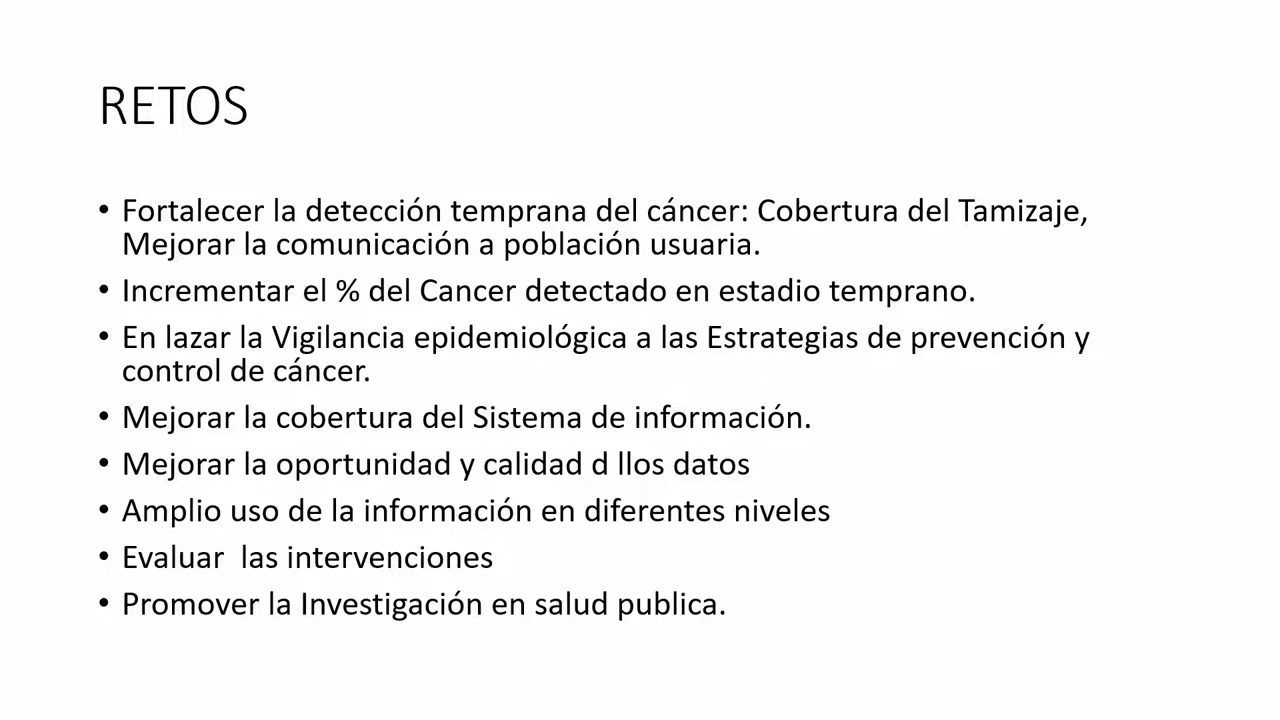 RETOS
• Fortalecer la detección temprana del cáncer: Cobertura del Tamizaje,
Mejorar la comunicación a población usuaria.
• Incrementar el % del Cancer detectado en estadio temprano.
• En lazar la Vigilancia epidemiológica a las Estrategias de prevención y
control de cáncer.
• Mejorar la cobertura del Sistema de información.
• Mejorar la oportunidad y calidad d llos datos
• Amplio uso de la información en diferentes niveles
• Evaluar  las intervenciones
• Promover la Investigación en salud publica.